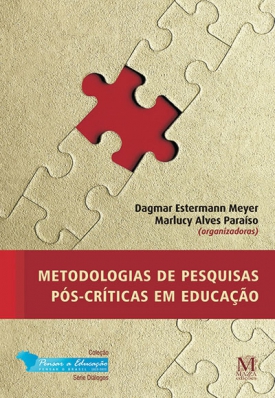 Dagmar Estermann Meyer
Marlucy Alves Paraíso
(organizadoras)
METODOLOGIAS DE PESQUISAS
PÓS-CRÍTICAS EM EDUCAÇÃO
Coleção
Pensar a Educação
Série Diálogos
M
MAZZA